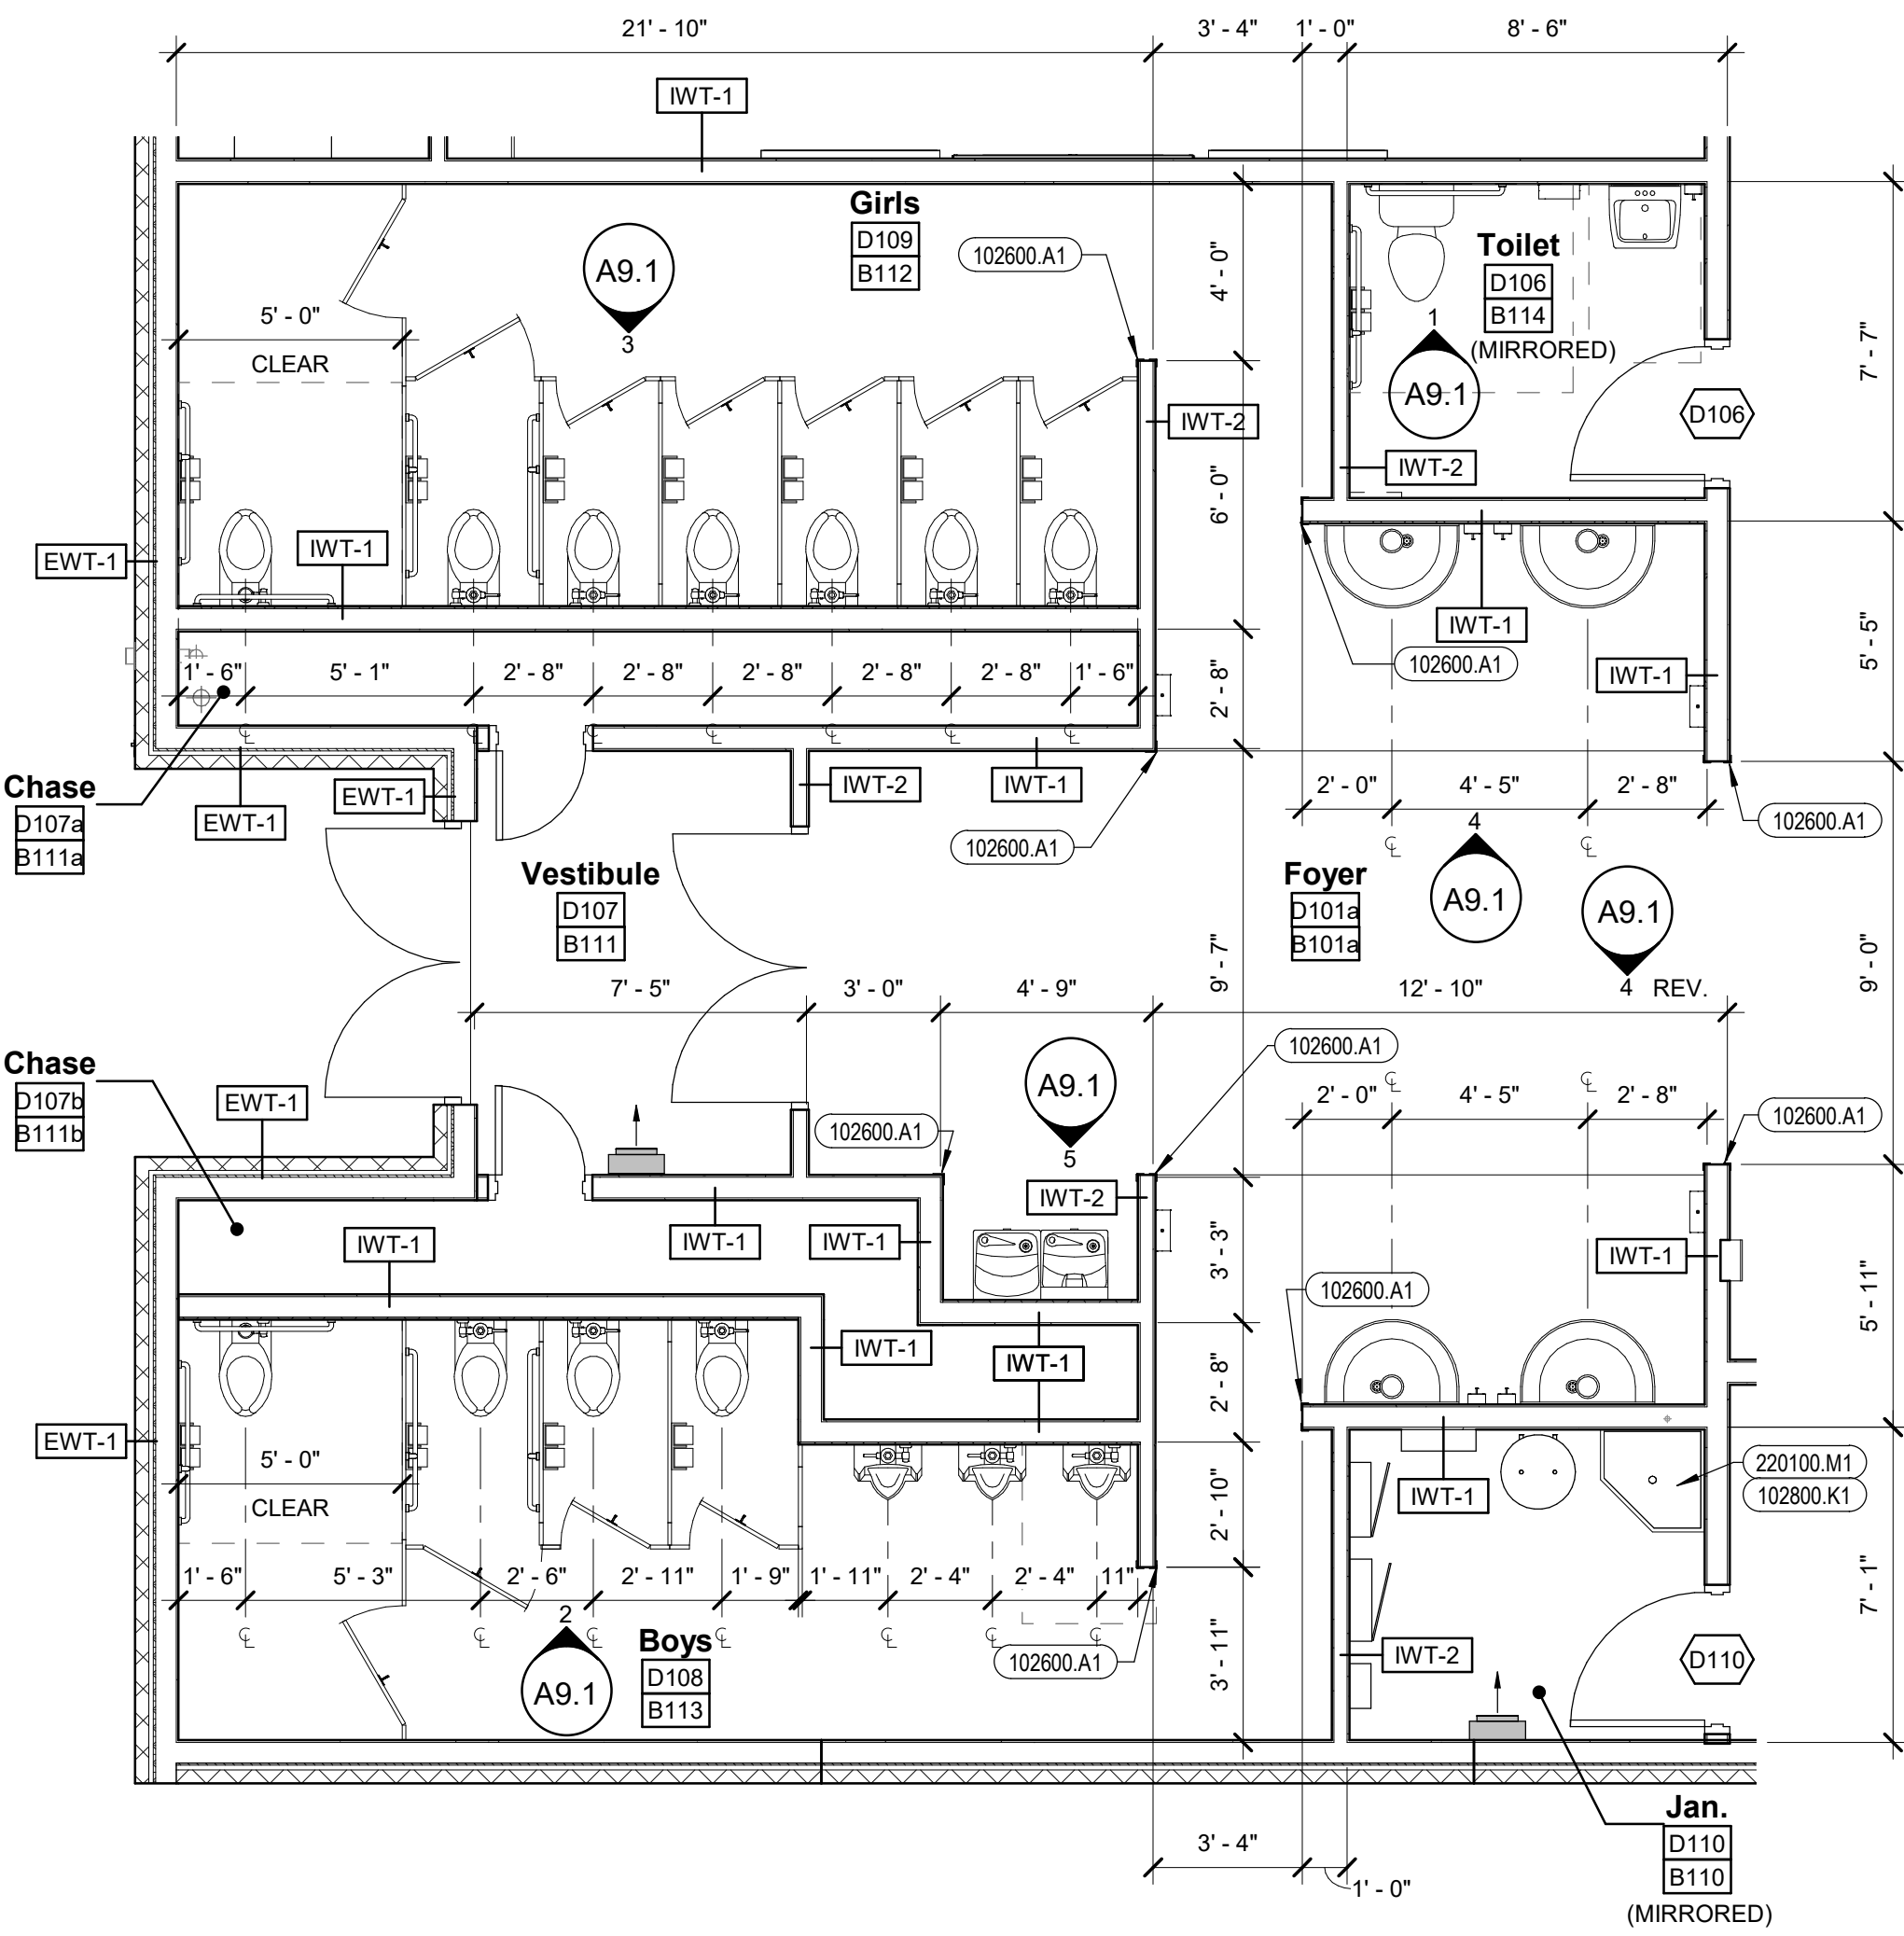 21' - 10"
3' - 4"
1' - 0"
8' - 6"
IWT-1
Girls
D109
B112
A9.1
3
102600.A1
4' - 0"
Toilet
D106
B114
(MIRRORED)
1
A9.1
7' - 7"
D106
5' - 0"
CLEAR
IWT-2
IWT-2
6' - 0"
EWT-1
IWT-1
IWT-1
102600.A1
IWT-1
5' - 5"
1' - 6"
5' - 1"
2' - 8"
2' - 8"
2' - 8"
2' - 8"
2' - 8"
1' - 6"
2' - 8"
Chase
D107a
B111a
EWT-1
EWT-1
IWT-2
IWT-1
102600.A1
2' - 0"
4' - 5"
2' - 8"
102600.A1
4
A9.1
Vestibule
D107
B111
Foyer
D101a
B101a
A9.1
4 REV.
9' - 7"
9' - 0"
7' - 5"
3' - 0"
4' - 9"
12' - 10"
Chase
D107b
B111b
EWT-1
A9.1
5
102600.A1
102600.A1
2' - 0"
4' - 5"
2' - 8"
102600.A1
IWT-2
IWT-1
IWT-1
IWT-1
3' - 3"
IWT-1
102600.A1
5' - 11"
IWT-1
IWT-1
2' - 8"
EWT-1
5' - 0"
CLEAR
2' - 10"
IWT-1
220100.M1
102800.K1
1' - 6"
5' - 3"
2' - 6"
2' - 11"
1' - 9"
1' - 11"
2' - 4"
2' - 4"
11"
7' - 1"
2
A9.1
Boys
D108
B113
102600.A1
3' - 11"
IWT-2
D110
Jan.
D110
B110
(MIRRORED)
3' - 4"
1' - 0"